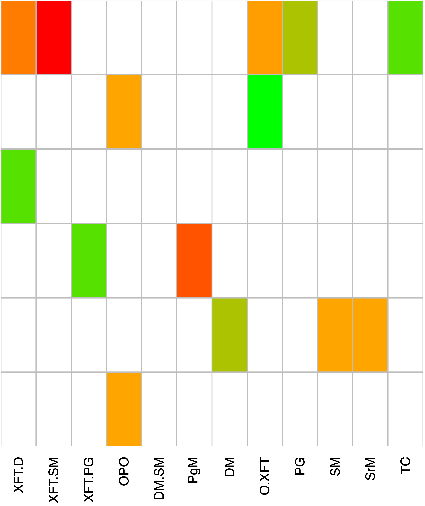 XFT.D
XFT.SM
XFT.PG
OPO
DM.SM
PgM
DM
O.XFT
PG
SM
SrM
TC